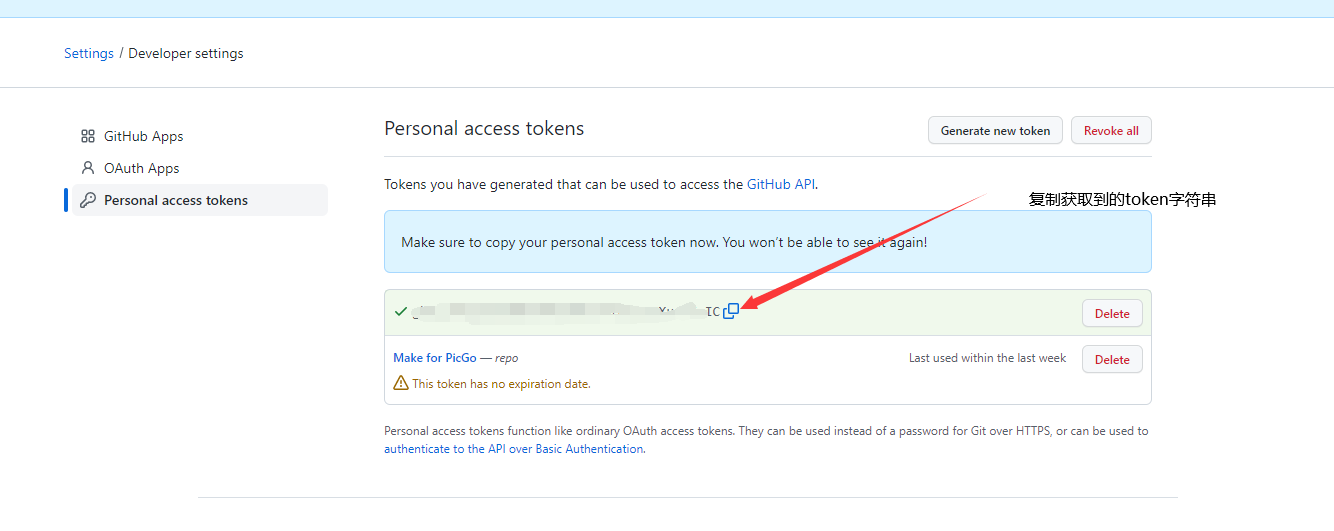 Settings / Developer settings
GitHub Apps
OAuth Apps
Personal access tokens
Personal access tokens
Generate new token
Revoke all
Tokens you have generated that can be used to access the GitHub API.
复制获取到的token字符串
Make sure to copy your personal access token now. You won't be able to see it again!
IC
Delete
Make for PicGo — repo
Last used within the last week
Delete
This token has no expiration date.
Personal access tokens function like ordinary OAuth access tokens. They can be used instead of a password for Git over HTTPS, or can be used to
authenticate to the API over Basic Authentication.